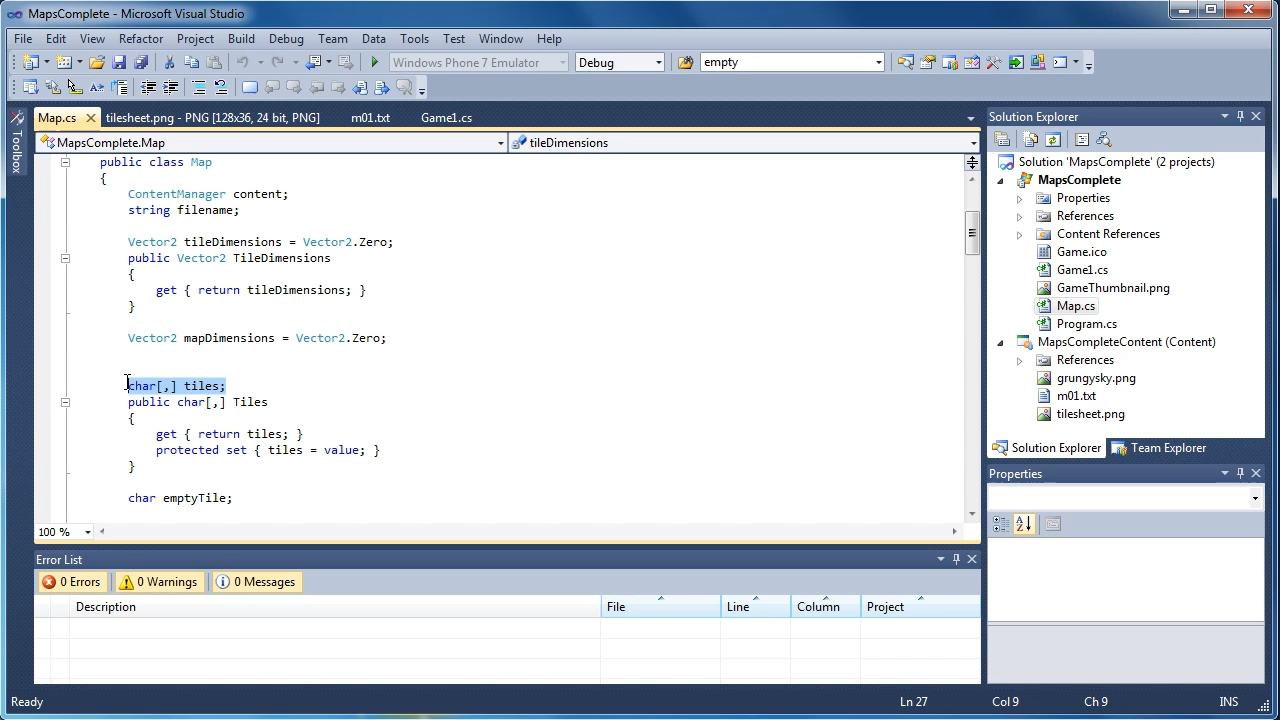 MapsComplete - Microsoft Visual Studio
File Edit View Refactor Project Build Debug Team Data Tools Test Window Help
Windows Phone 7 Emulator Debug empty
Map.cs tilesheet.png - PNG [128x36, 24 bit, PNG] m01.txt Game1.cs
MapsComplete.Map tileDimensions
Toolbox
public class Map
{
ContentManager content;
string filename;
Vector2 tileDimensions = Vector2.Zero;
public Vector2 TileDimensions
{
get { return tileDimensions; }
}
Vector2 mapDimensions = Vector2.Zero;
char[,] tiles;
public char[,] Tiles
{
get { return tiles; }
protected set { tiles = value; }
}
char emptyTile;
100 %
Error List
0 Errors 0 Warnings 0 Messages
Description File Line Column Project
Solution Explorer
Solution 'MapsComplete' (2 projects)
MapsComplete
Properties
References
Content References
Game.ico
Game1.cs
GameThumbnail.png
Map.cs
Program.cs
MapsCompleteContent (Content)
References
grungysky.png
m01.txt
tilesheet.png
Solution Explorer Team Explorer
Properties
Ready Ln 27 Col 9 Ch 9 INS